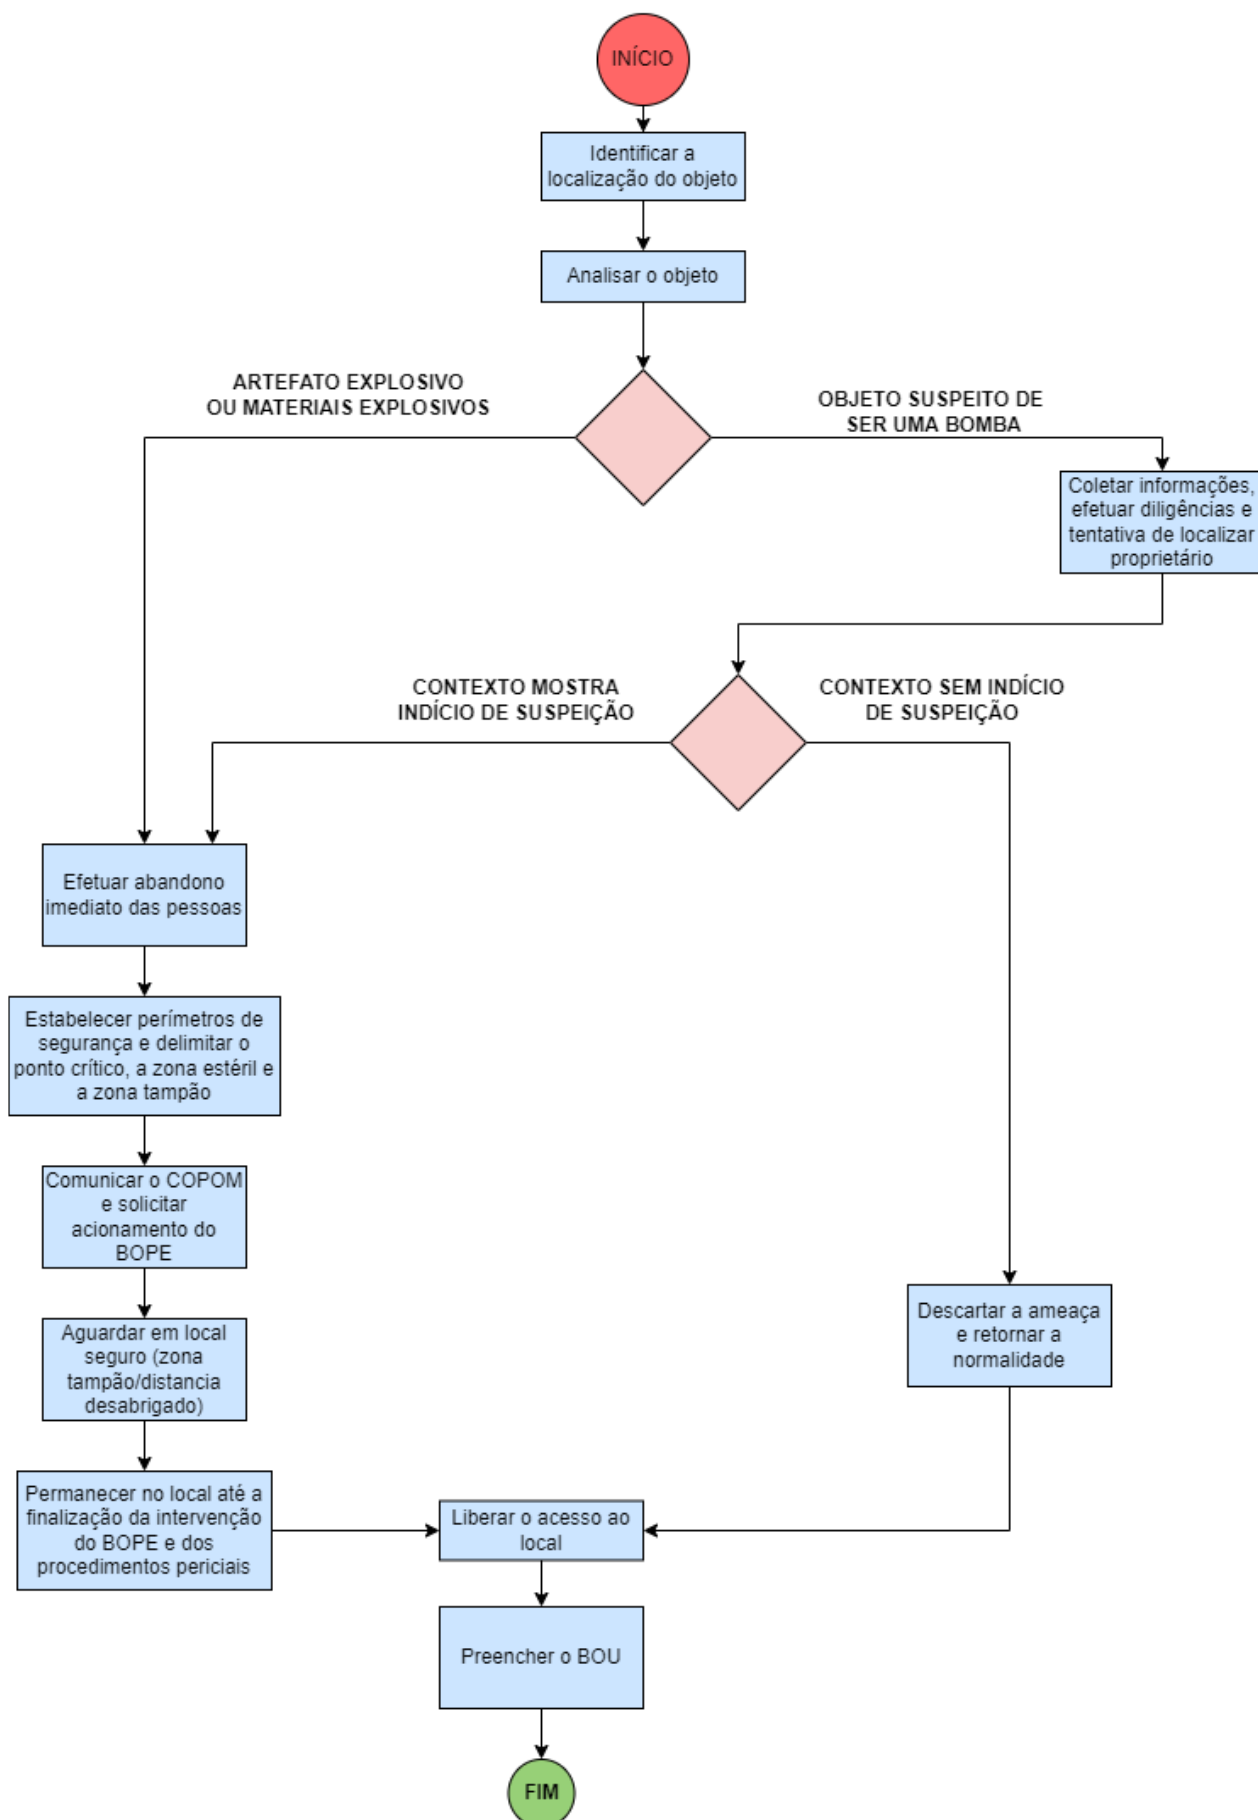 INÍCIO
Identificar a
localização do objeto
Analisar o objeto
ARTEFATO EXPLOSIVO
OU MATERIAIS EXPLOSIVOS
OBJETO SUSPEITO DE
SER UMA BOMBA
Coletar informações,
efetuar diligências e
tentativa de localizar
proprietário
CONTEXTO MOSTRA
INDÍCIO DE SUSPEIÇÃO
CONTEXTO SEM INDÍCIO
DE SUSPEIÇÃO
Efetuar abandono
imediato das pessoas
Estabelecer perímetros de
segurança e delimitar o
ponto crítico, a zona estéril e
a zona tampão
Comunicar o COPOM
e solicitar
acionamento do
BOPE
Aguardar em local
seguro (zona
tampão/distancia
desabrigado)
Descartar a ameaça
e retornar a
normalidade
Permanecer no local até a
finalização da intervenção
do BOPE e dos
procedimentos periciais
Liberar o acesso ao
local
Preencher o BOU
FIM